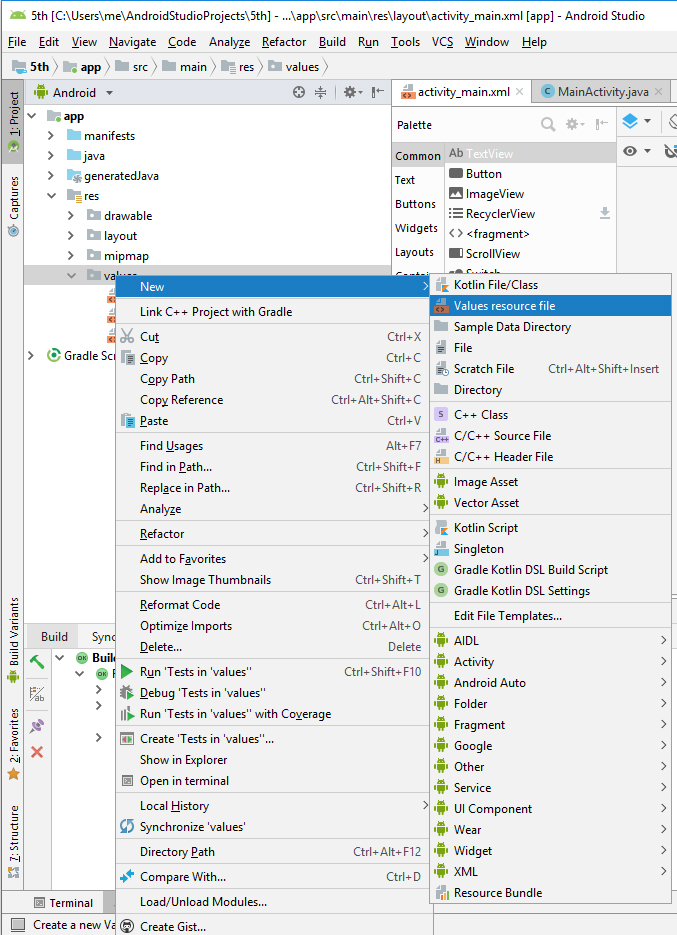 5th [C:\Users\me\AndroidStudioProjects\5th] - ...\app\src\main\res\layout\activity_main.xml [app] - Android Studio
File Edit View Navigate Code Analyze Refactor Build Run Tools VCS Window Help
5th app src main res values
1: Project
Captures
Build Variants
2: Favorites
7: Structure
Android
app
manifests
java
generatedJava
res
drawable
layout
mipmap
values
Gradle Scr
activity_main.xml
MainActivity.java
Palette
Common
Text
Buttons
Widgets
Layouts
Ab TextView
Button
ImageView
RecyclerView
<fragment>
ScrollView
Switch
New
Link C++ Project with Gradle
Cut Ctrl+X
Copy Ctrl+C
Copy Path Ctrl+Shift+C
Copy Reference Ctrl+Alt+Shift+C
Paste Ctrl+V
Find Usages Alt+F7
Find in Path... Ctrl+Shift+F
Replace in Path... Ctrl+Shift+R
Analyze
Refactor
Add to Favorites
Show Image Thumbnails Ctrl+Shift+T
Reformat Code Ctrl+Alt+L
Optimize Imports Ctrl+Alt+O
Delete... Delete
Run 'Tests in 'values'' Ctrl+Shift+F10
Debug 'Tests in 'values''
Run 'Tests in 'values'' with Coverage
Create 'Tests in 'values''...
Show in Explorer
Open in terminal
Local History
Synchronize 'values'
Directory Path Ctrl+Alt+F12
Compare With... Ctrl+D
Load/Unload Modules...
Create Gist...
Kotlin File/Class
Values resource file
Sample Data Directory
File
Scratch File Ctrl+Alt+Shift+Insert
Directory
S C++ Class
C++ C/C++ Source File
H C/C++ Header File
Image Asset
Vector Asset
Kotlin Script
Singleton
G Gradle Kotlin DSL Build Script
G Gradle Kotlin DSL Settings
Edit File Templates...
AIDL
Activity
Android Auto
Folder
Fragment
Google
Other
Service
UI Component
Wear
Widget
XML
Resource Bundle
Build Sync
OK Build
OK
Terminal
Create a new Va